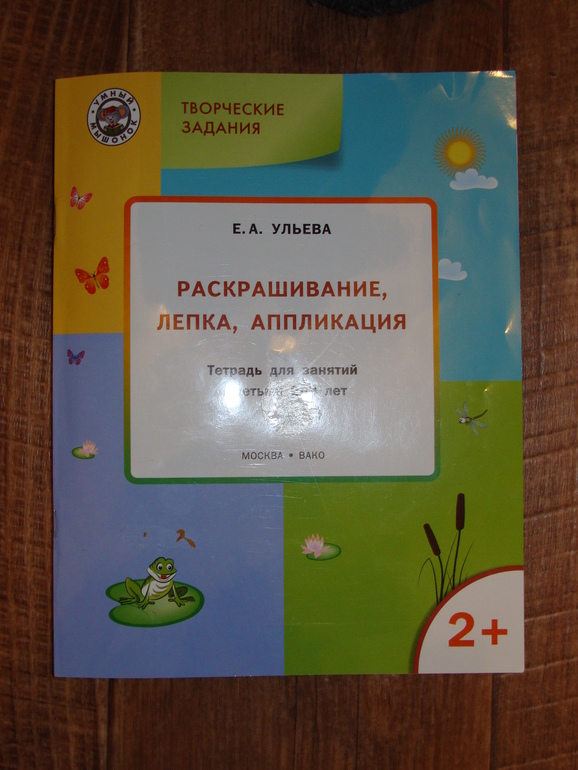 УМНЫЙ
МЫШОНОК
ТВОРЧЕСКИЕ
ЗАДАНИЯ
Е. А. УЛЬЕВА
РАСКРАШИВАНИЕ,
ЛЕПКА, АППЛИКАЦИЯ
Тетрадь для занятий
лет
МОСКВА • ВАКО
2+